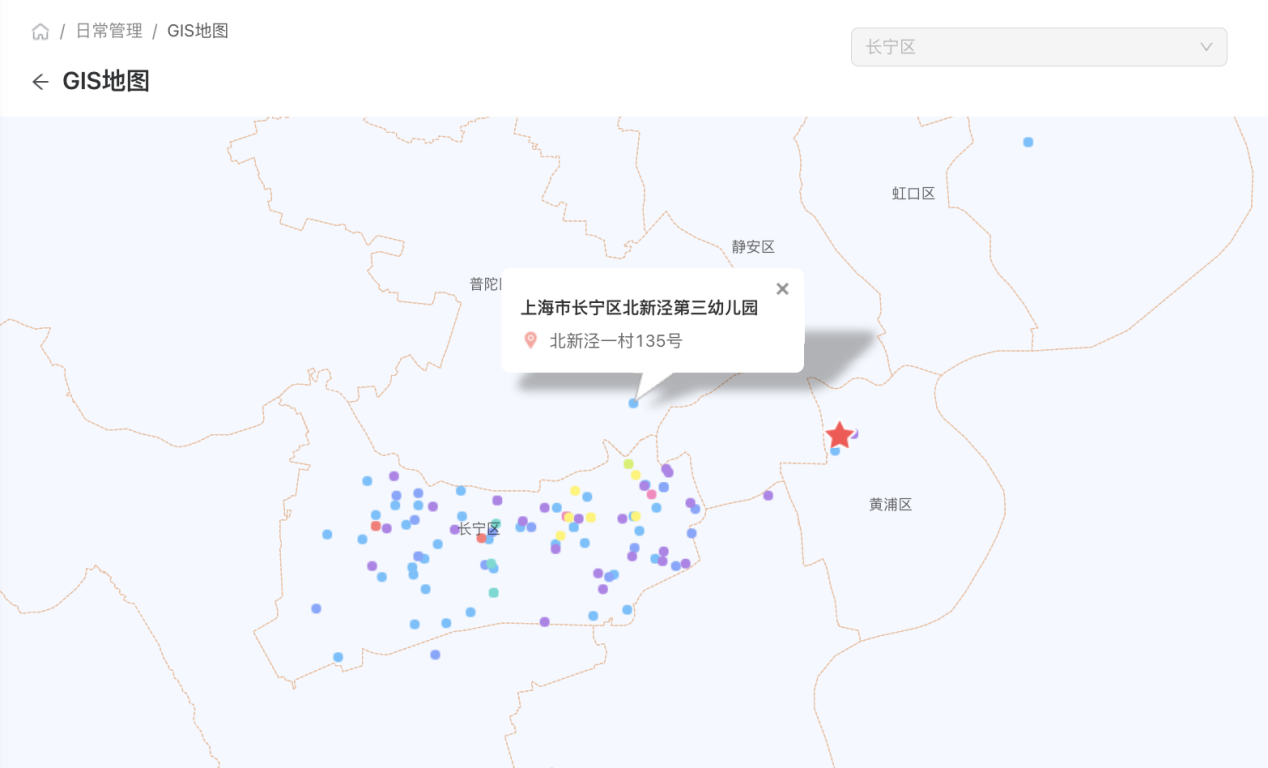 / 日常管理 / GIS地图
长宁区
← GIS地图
虹口区
静安区
普陀
上海市长宁区北新泾第三幼儿园
北新泾一村135号
黄浦区
长宁区